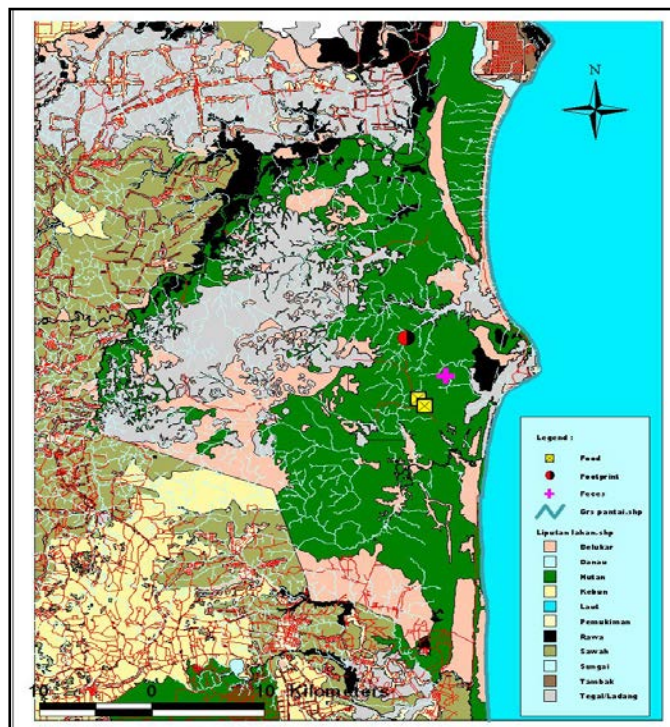 N
Legend :
Food
Footprint
Feces
Grs pantai.shp
Liputan lahan.shp
Belukar
Danau
Hutan
Kebun
Laut
Pemukiman
Rawa
Sawah
Sungai
Tambak
Tegal/Ladang
10 0 10 Kilometers